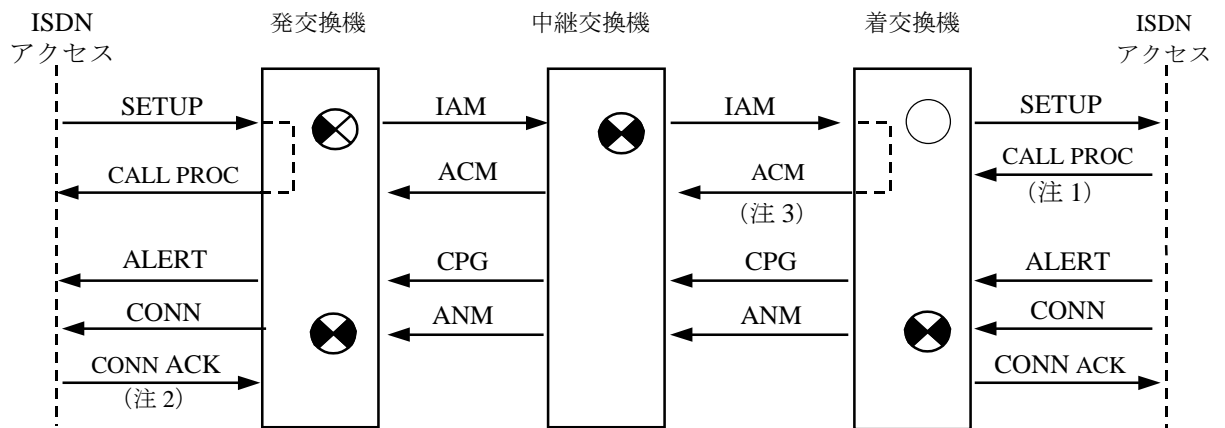 ISDN
アクセス
発交換機
中継交換機
着交換機
ISDN
アクセス
SETUP
IAM
IAM
SETUP
CALL PROC
ACM
ACM
(注 3)
CALL PROC
(注 1)
ALERT
CPG
CPG
ALERT
CONN
ANM
ANM
CONN
CONN ACK
(注 2)
CONN ACK